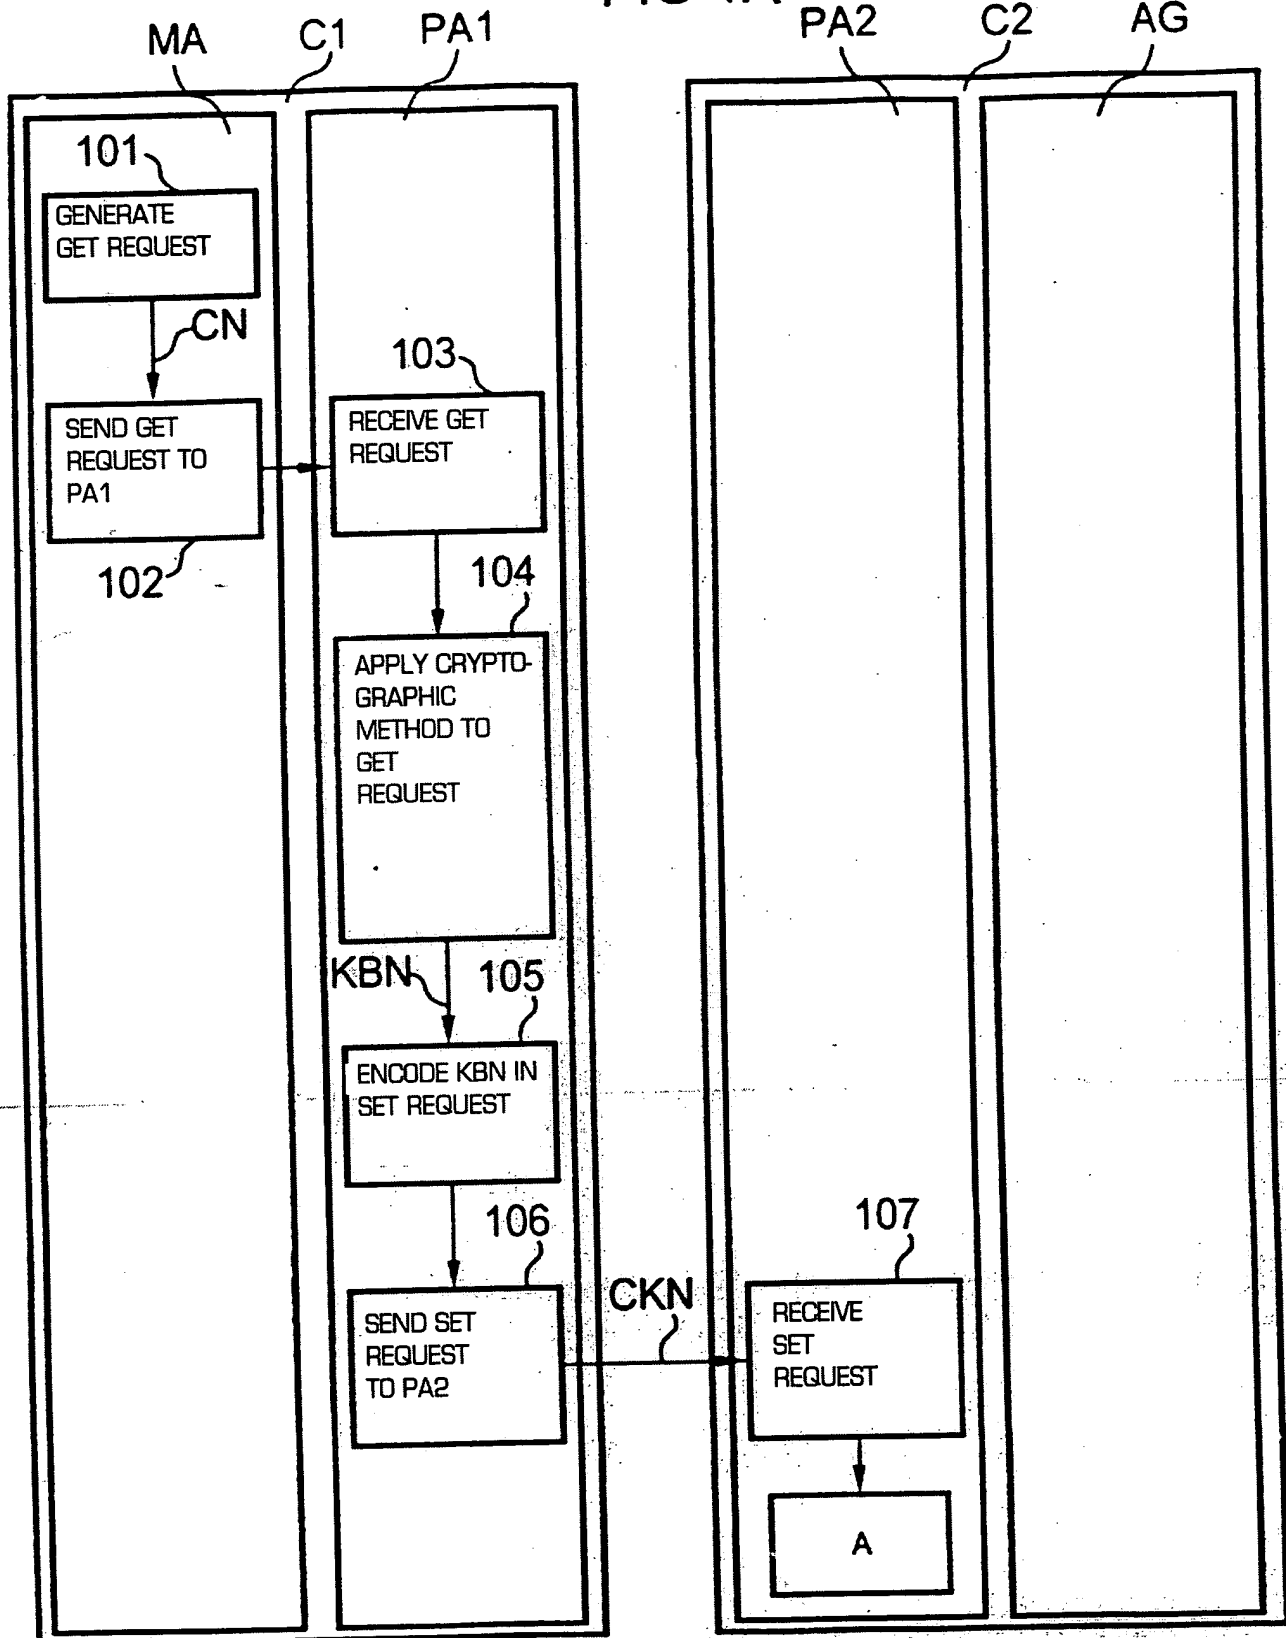 MA
C1
PA1
PA2
C2
AG
101
GENERATE
GET REQUEST
CN
SEND GET
REQUEST TO
PA1
102
103
RECEIVE GET
REQUEST
104
APPLY CRYPTO-
GRAPHIC
METHOD TO
GET
REQUEST
KBN
105
ENCODE KBN IN
SET REQUEST
106
SEND SET
REQUEST
TO PA2
CKN
107
RECEIVE
SET
REQUEST
A